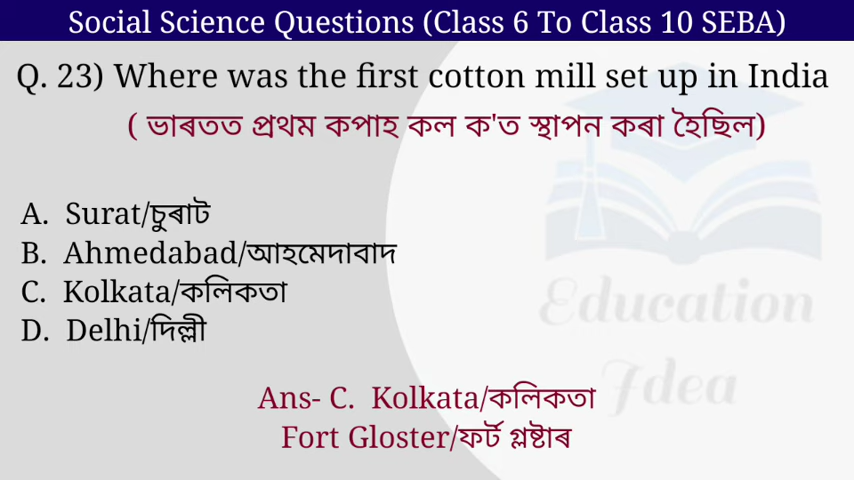 Social Science Questions (Class 6 To Class 10 SEBA)
Q. 23) Where was the first cotton mill set up in India
( ভাৰতত প্ৰথম কপাহ কল ক'ত স্থাপন কৰা হৈছিল)
A. Surat/চুৰাট
B. Ahmedabad/আহমেদাবাদ
C. Kolkata/কলিকতা
D. Delhi/দিল্লী
Education
Idea
Ans- C. Kolkata/কলিকতা
Fort Gloster/ফৰ্ট গ্লষ্টাৰ